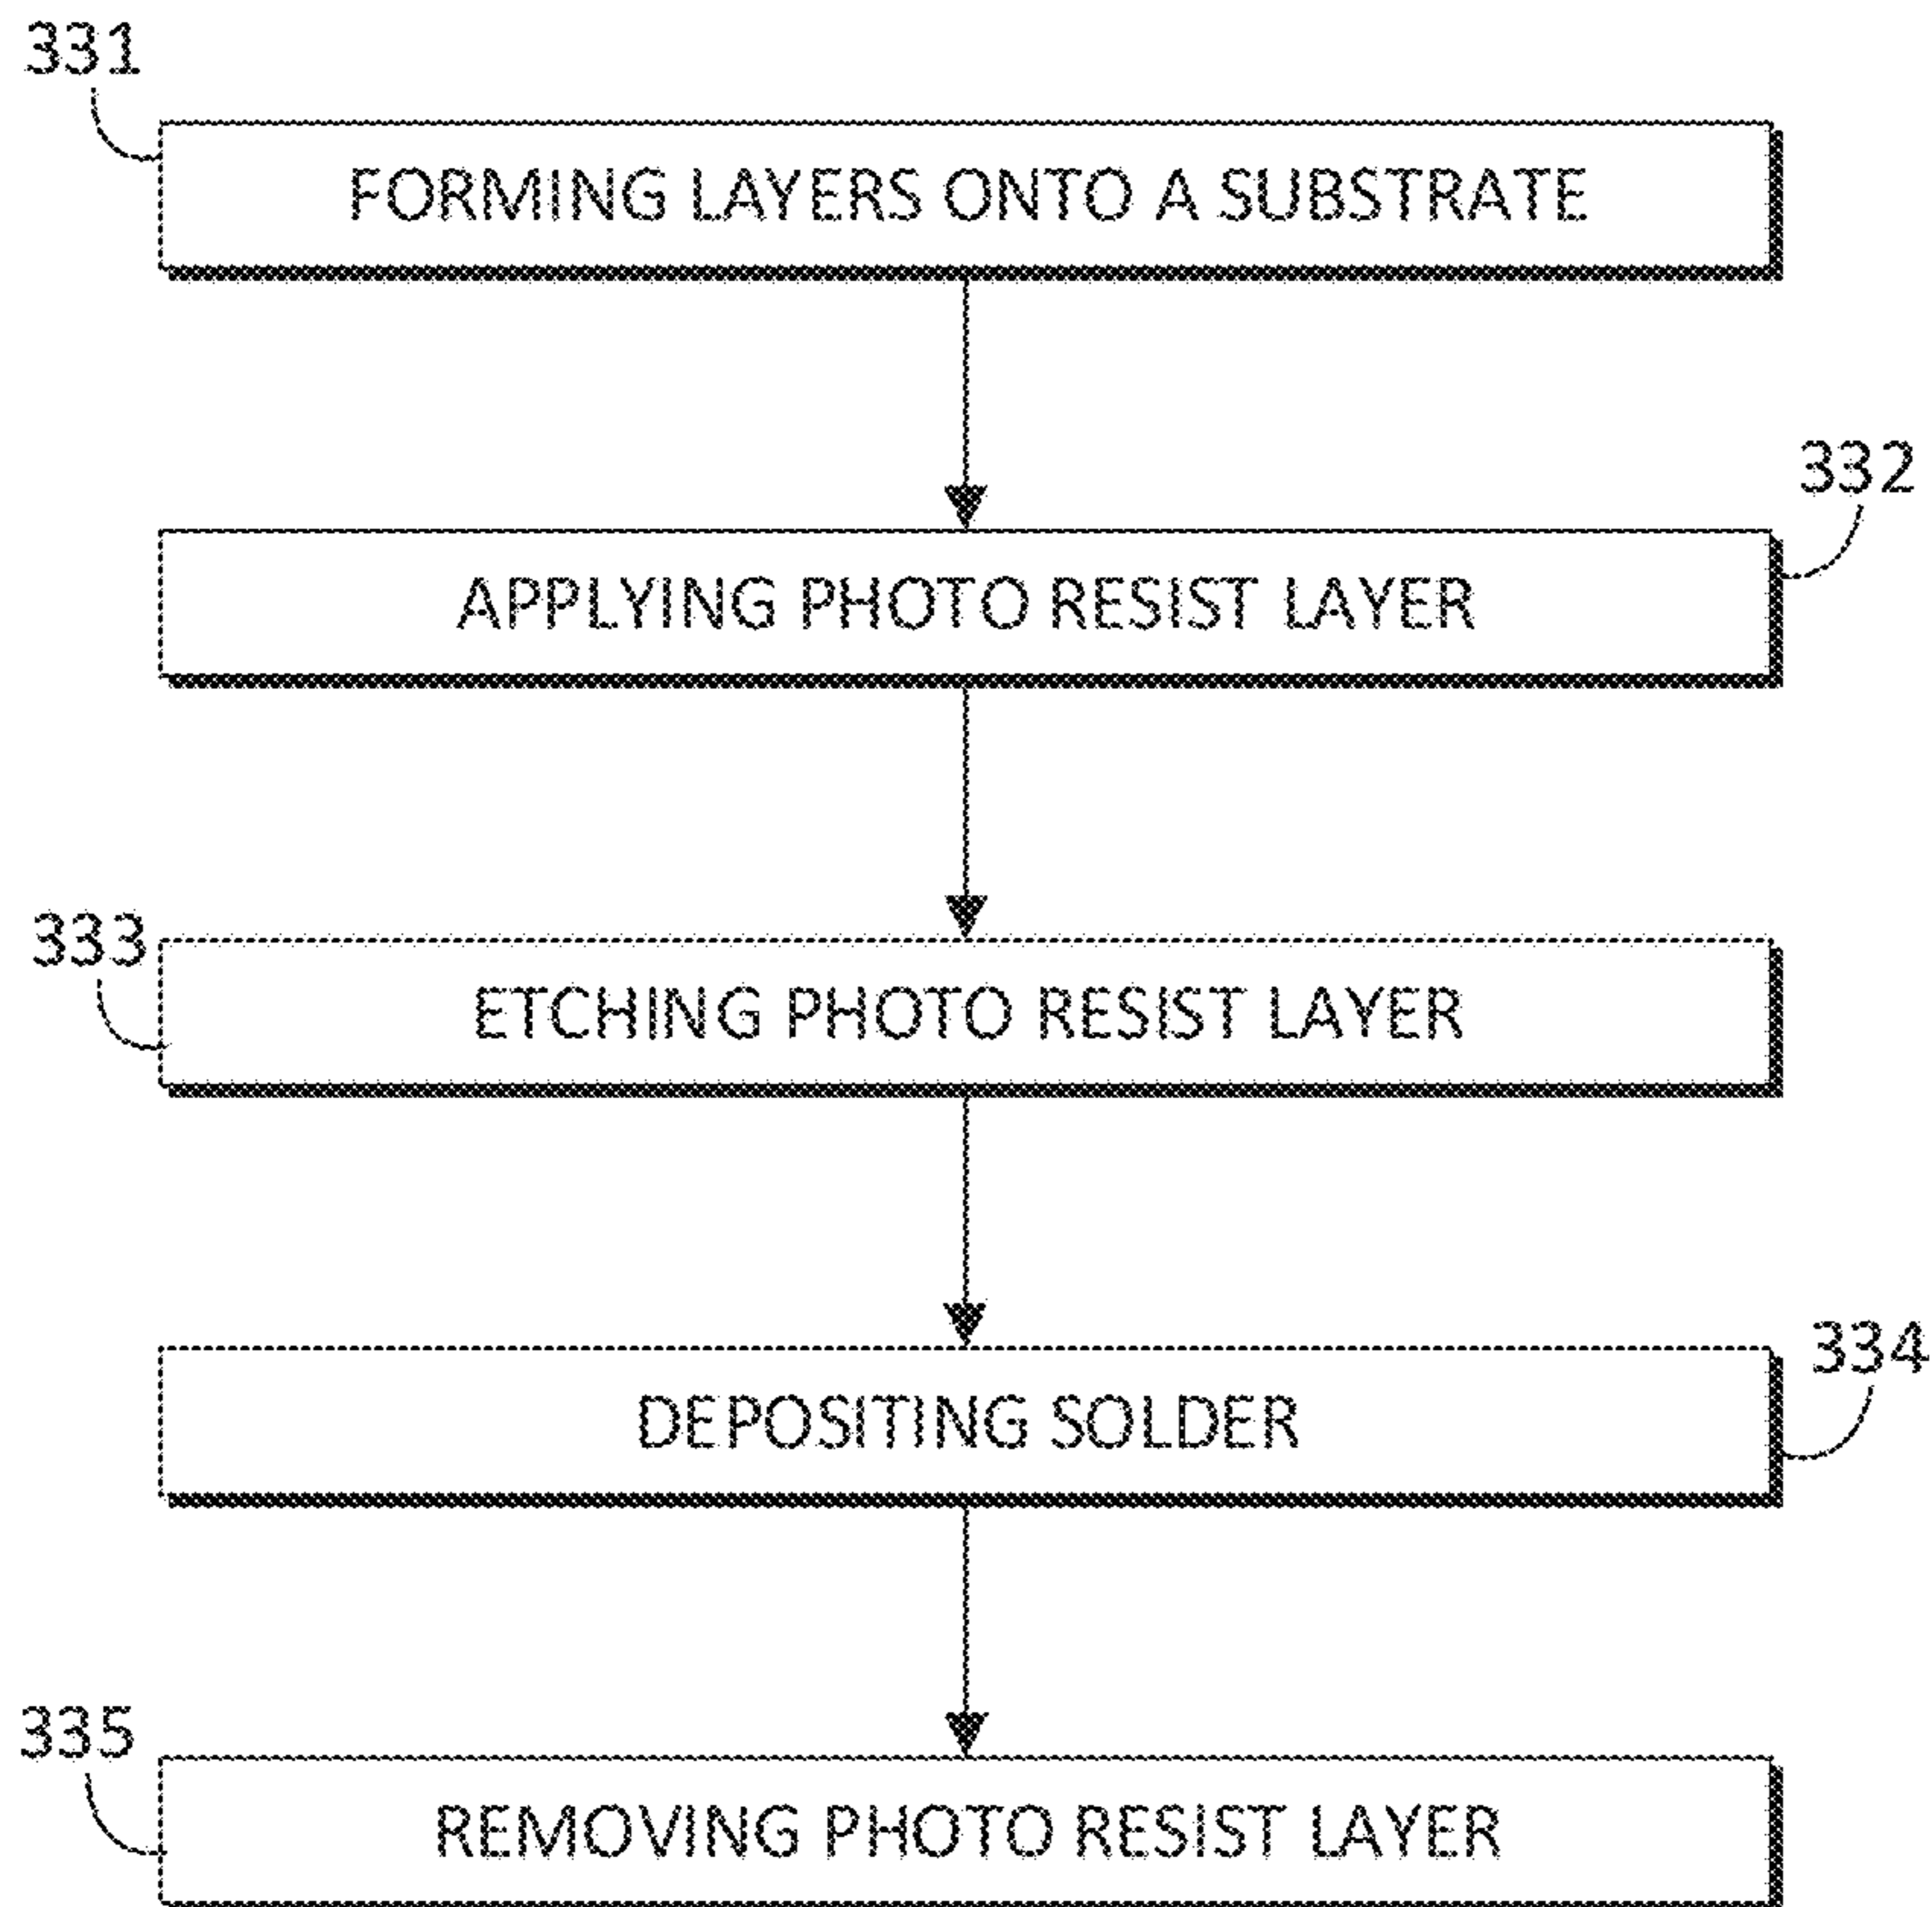 331
FORMING LAYERS ONTO A SUBSTRATE
332
APPLYING PHOTO RESIST LAYER
333
ETCHING PHOTO RESIST LAYER
334
DEPOSITING SOLDER
335
REMOVING PHOTO RESIST LAYER